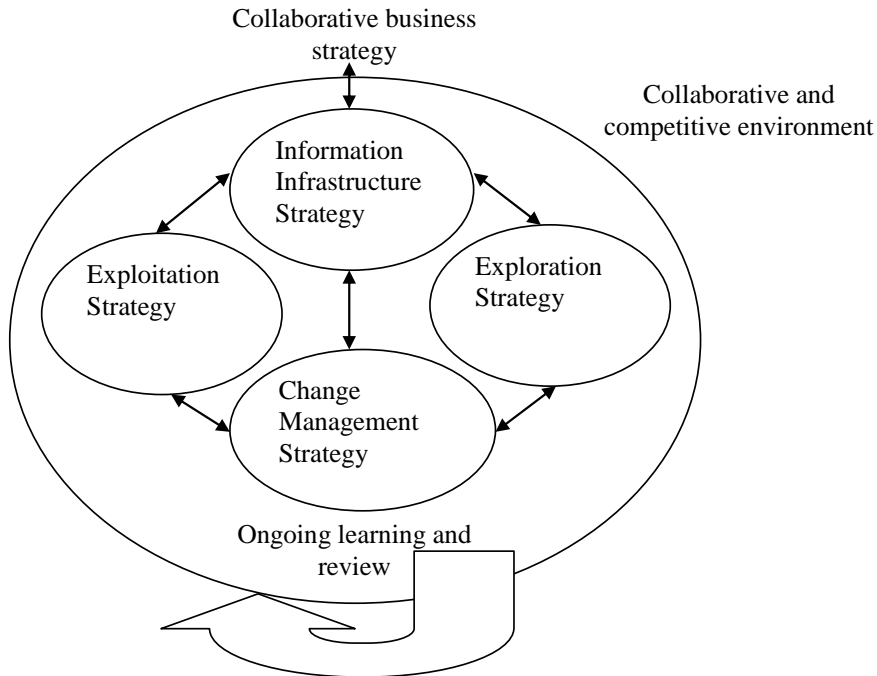 Collaborative business
strategy
Collaborative and
competitive environment
Information
Infrastructure
Strategy
Exploitation
Strategy
Exploration
Strategy
Change
Management
Strategy
Ongoing learning and
review